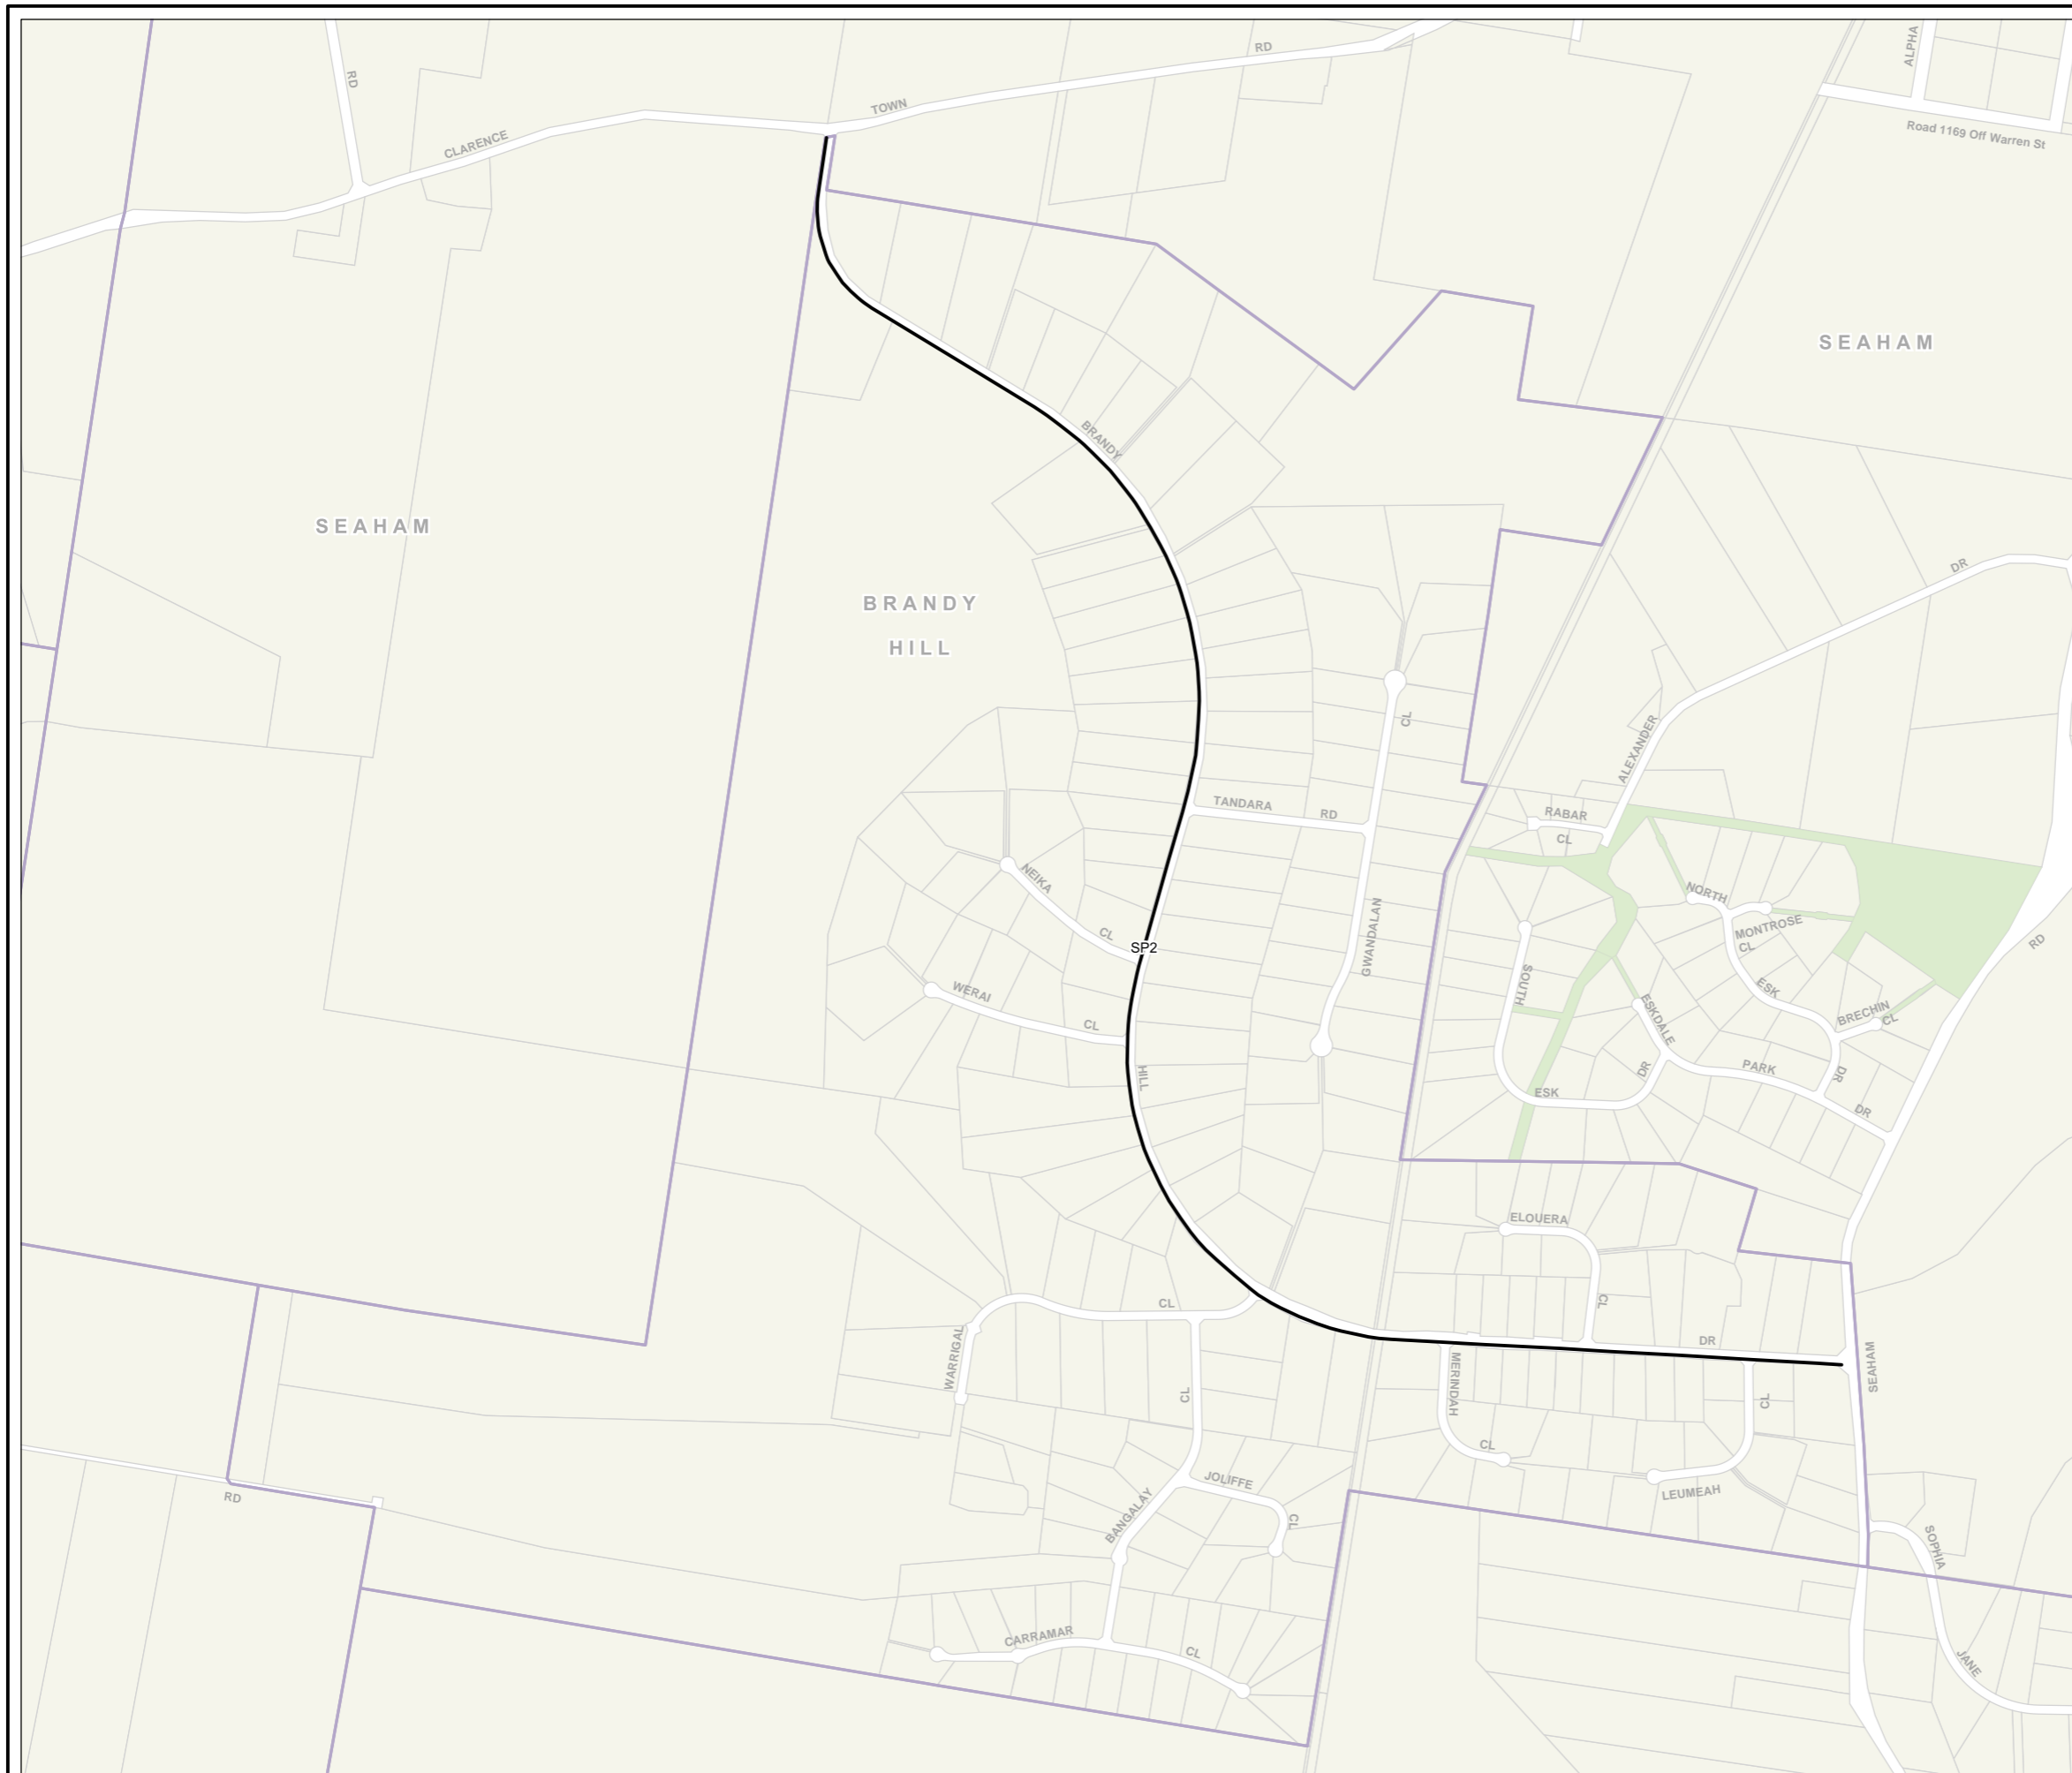 RD
ALPHA
RD
TOWN
CLARENCE
Road 1169 Off Warren St
SEAHAM
BRANDY
SEAHAM
DR
BRANDY
HILL
CL
ALEXANDER
TANDARA
RD
RABAR
CL
NEIKA
NORTH
MONTROSE
CL
CL
SP2
GWANDALAN
RD
WERAI
CL
SOUTH
ESK
ESKDALE
BRECHIN
CL
HILL
DR
PARK
DR
ESK
DR
ELOUERA
CL
CL
DR
WARRIGAL
CL
MERINDAH
CL
SEAHAM
CL
JOLIFFE
LEUMEAH
RD
BANGALAY
CL
SOPHIA
CARRAMAR
CL
JANE